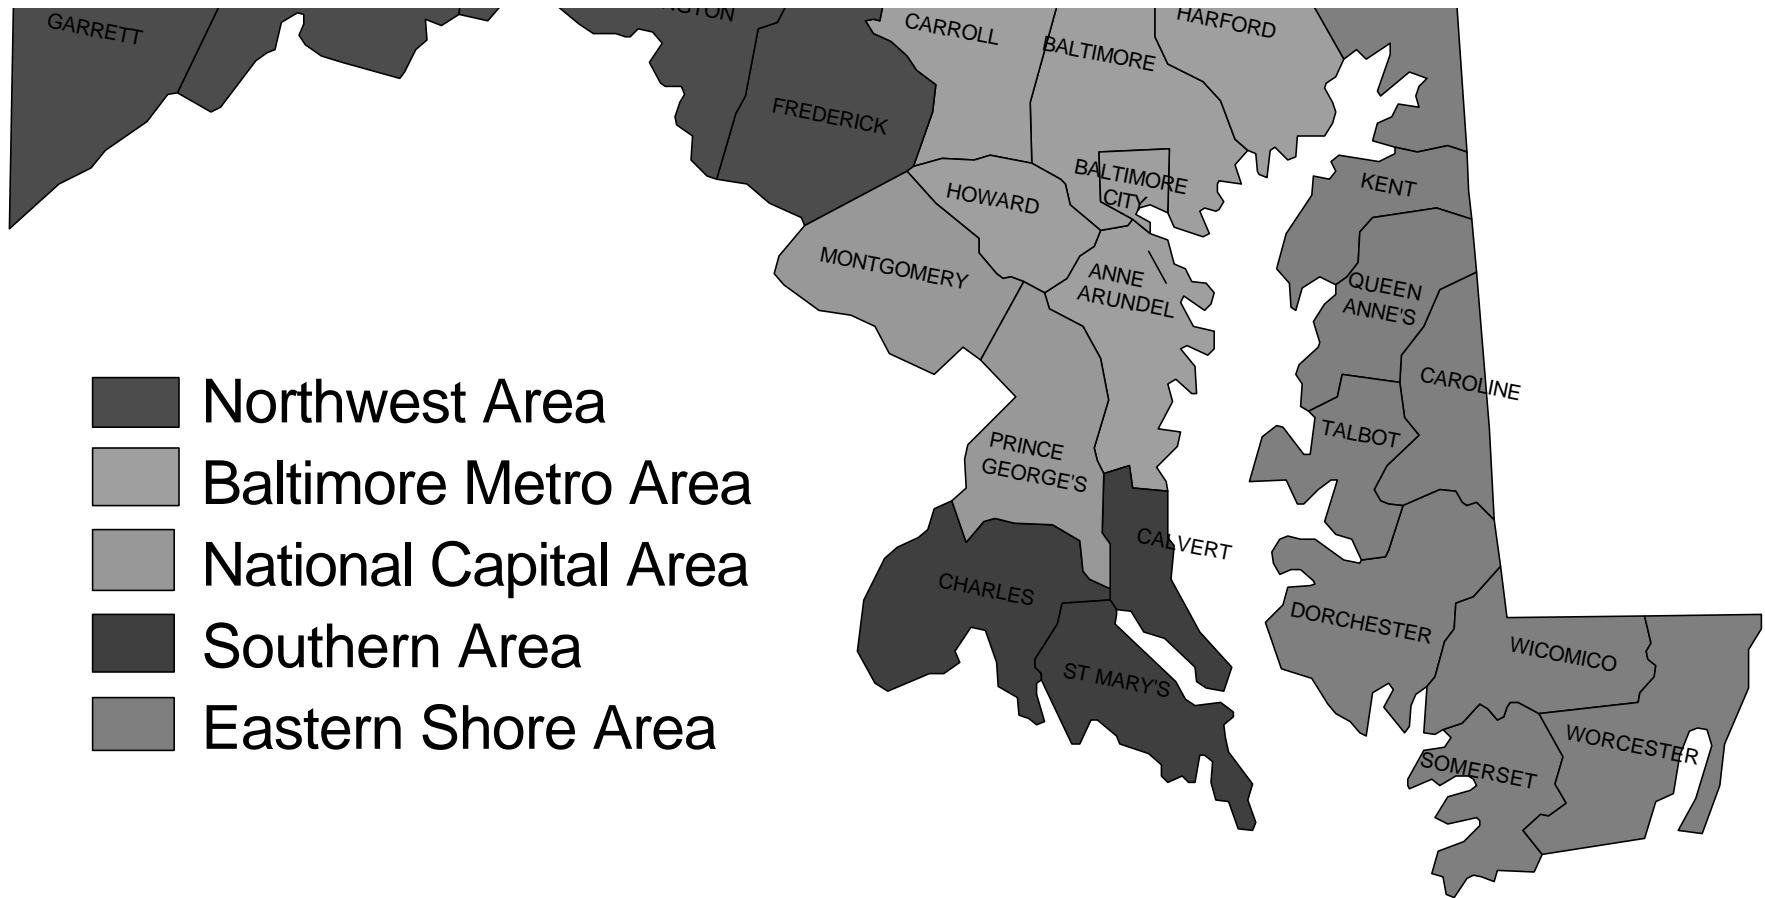 GARRETT
CARROLL
HARFORD
BALTIMORE
FREDERICK
BALTIMORE
CITY
KENT
HOWARD
MONTGOMERY
ANNE
ARUNDEL
QUEEN
ANNE'S
CAROLINE
TALBOT
PRINCE
GEORGE'S
CALVERT
CHARLES
DORCHESTER
WICOMICO
ST MARY'S
WORCESTER
SOMERSET
Northwest Area
Baltimore Metro Area
National Capital Area
Southern Area
Eastern Shore Area